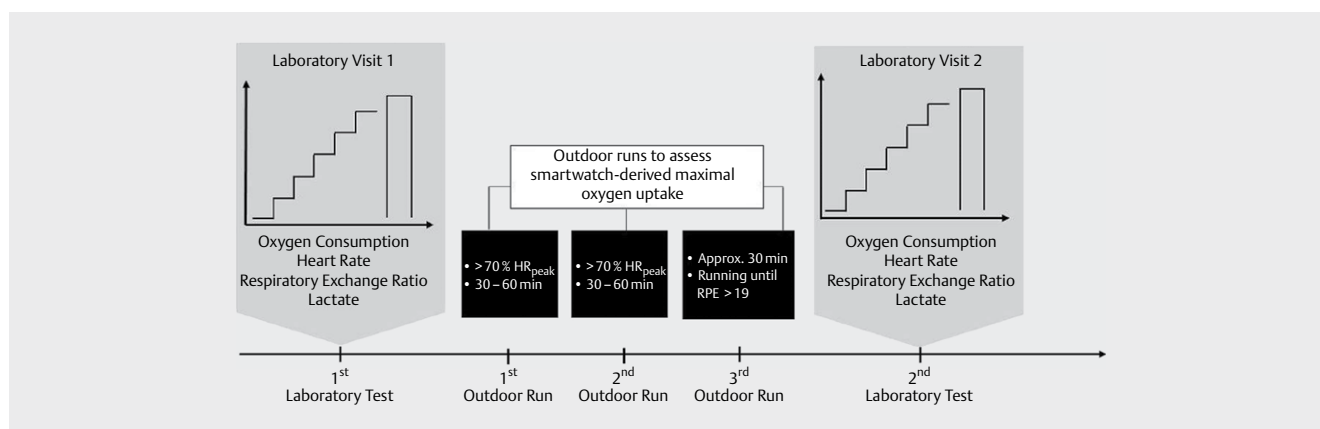 Laboratory Visit 1
Oxygen Consumption
Heart Rate
Respiratory Exchange Ratio
Lactate
Outdoor runs to assess
smartwatch-derived maximal
oxygen uptake
• >70 % HRpeak
• 30 – 60 min
• >70 % HRpeak
• 30 – 60 min
• Approx. 30 min
• Running until
RPE > 19
Laboratory Visit 2
Oxygen Consumption
Heart Rate
Respiratory Exchange Ratio
Lactate
1st
Laboratory Test
1st
Outdoor Run
2nd
Outdoor Run
3rd
Outdoor Run
2nd
Laboratory Test